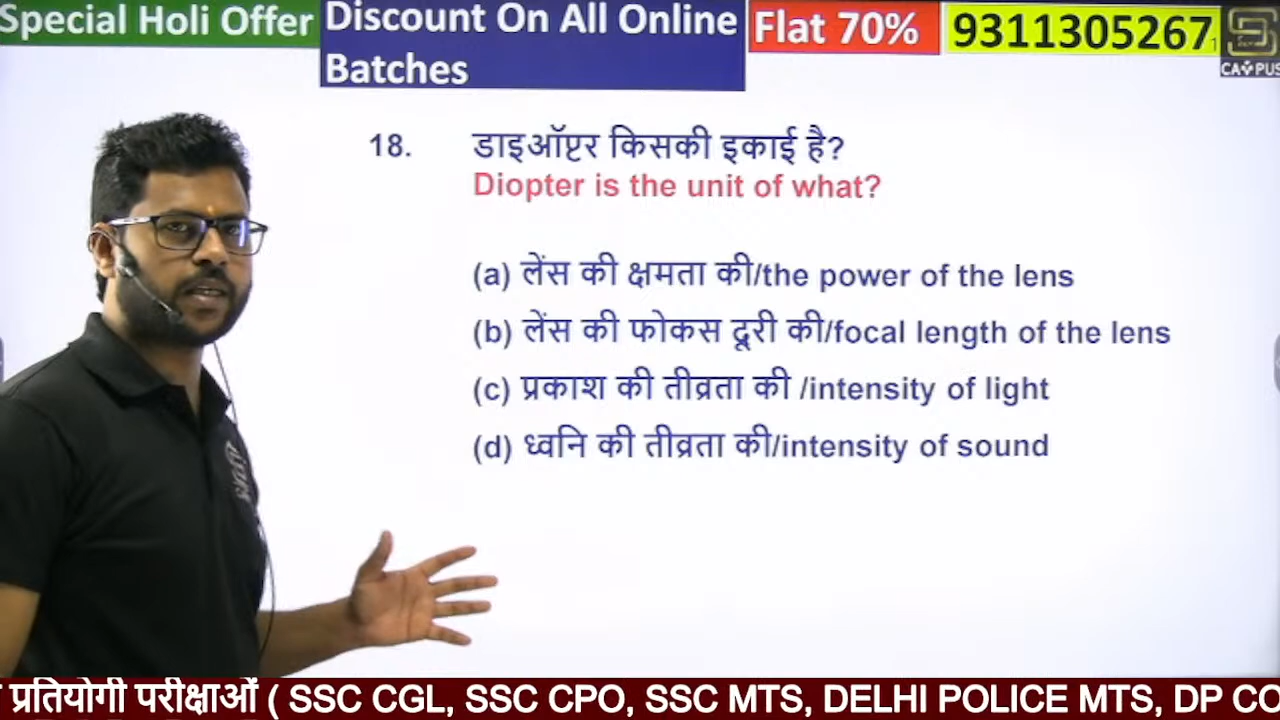 Special Holi Offer
Discount On All Online
Batches
Flat 70%
9311305267
CAMPUS
18. डाइऑप्टर किसकी इकाई है?
Diopter is the unit of what?
(a) लेंस की क्षमता की/the power of the lens
(b) लेंस की फोकस दूरी की/focal length of the lens
(c) प्रकाश की तीव्रता की /intensity of light
(d) ध्वनि की तीव्रता की/intensity of sound
प्रतियोगी परीक्षाओं ( SSC CGL, SSC CPO, SSC MTS, DELHI POLICE MTS, DP CO